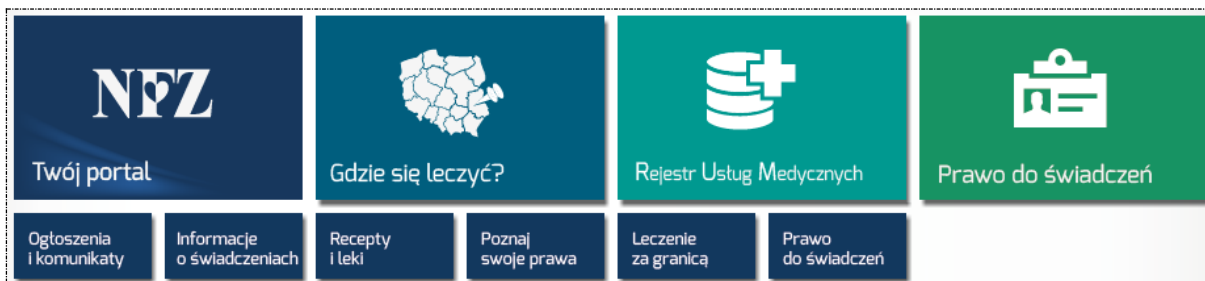 NFZ
Twój portal
Gdzie się leczyć?
Rejestr Usług Medycznych
Prawo do świadczeń
Ogłoszenia
i komunikaty
Informacje
o świadczeniach
Recepty
i leki
Poznaj
swoje prawa
Leczenie
za granicą
Prawo
do świadczeń